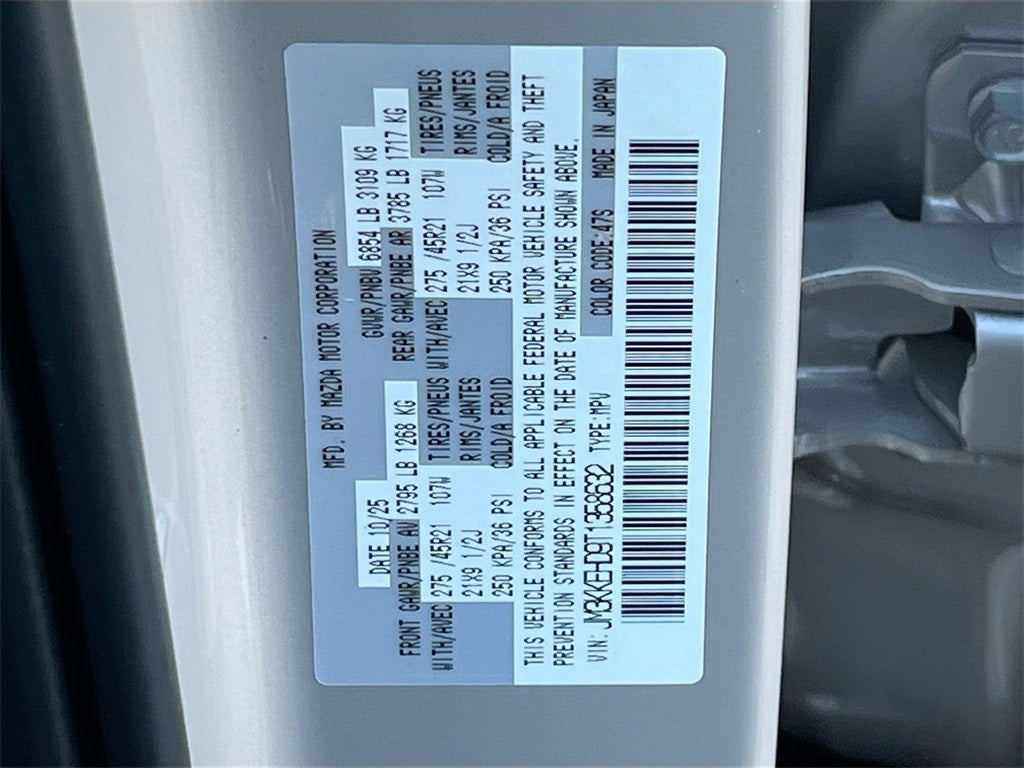 MFD. BY MAZDA MOTOR CORPORATION
DATE 10/25 GVWR/PNBV 6854 LB 3109 KG
FRONT GAWR/PNBE AV 2795 LB 1268 KG REAR GAWR/PNBE AR 3785 LB 1717 KG
WITH/AVEC 275 /45R21 107W TIRES/PNEUS WITH/AVEC 275 /45R21 107W TIRES/PNEUS
21X9 1/2J RIMS/JANTES 21X9 1/2J RIMS/JANTES
250 KPA/36 PSI COLD/A FROID 250 KPA/36 PSI COLD/A FROID
THIS VEHICLE CONFORMS TO ALL APPLICABLE FEDERAL MOTOR VEHICLE SAFETY AND THEFT
PREVENTION STANDARDS IN EFFECT ON THE DATE OF MANUFACTURE SHOWN ABOVE.
VIN: JM3KKEHD9T1358632 TYPE:MPV COLOR CODE:47S MADE IN JAPAN